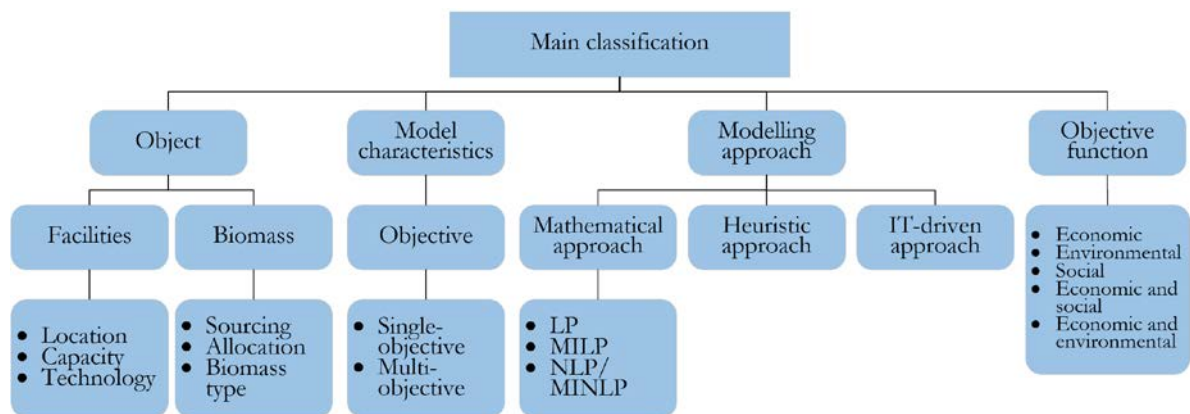 Main classification
Object
Model
characteristics
Modelling
approach
Objective
function
Facilities
Biomass
Objective
Mathematical
approach
Heuristic
approach
IT-driven
approach
● Economic
● Environmental
● Social
● Economic and
social
● Economic and
environmental
● Location
● Capacity
● Technology
● Sourcing
● Allocation
● Biomass
type
● Single-
objective
● Multi-
objective
● LP
● MILP
● NLP/
MINLP